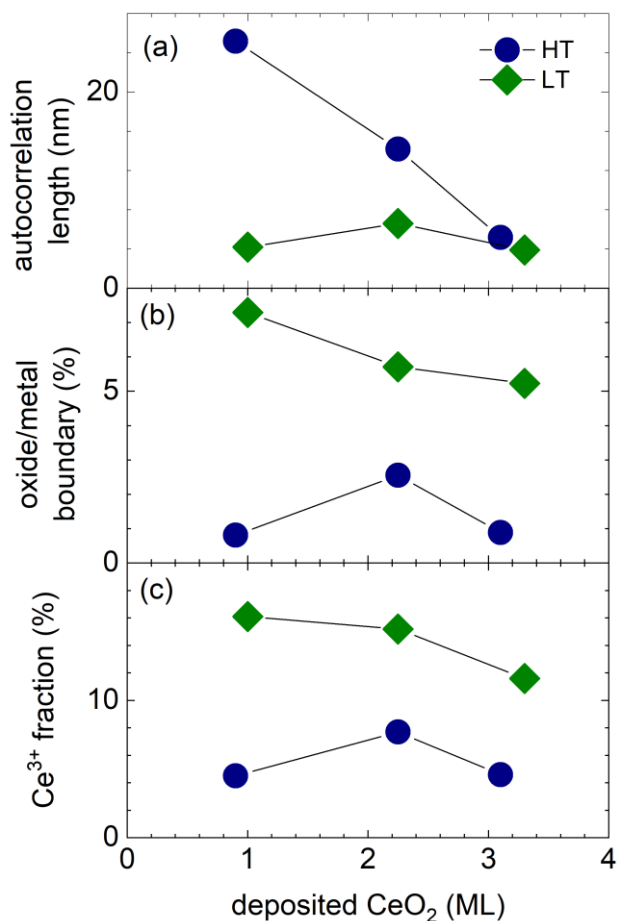 (a)
HT
LT
20
0
autocorrelation
length (nm)
(b)
5
0
oxide/metal
boundary (%)
(c)
10
0
Ce³⁺ fraction (%)
0 1 2 3 4
deposited CeO₂ (ML)